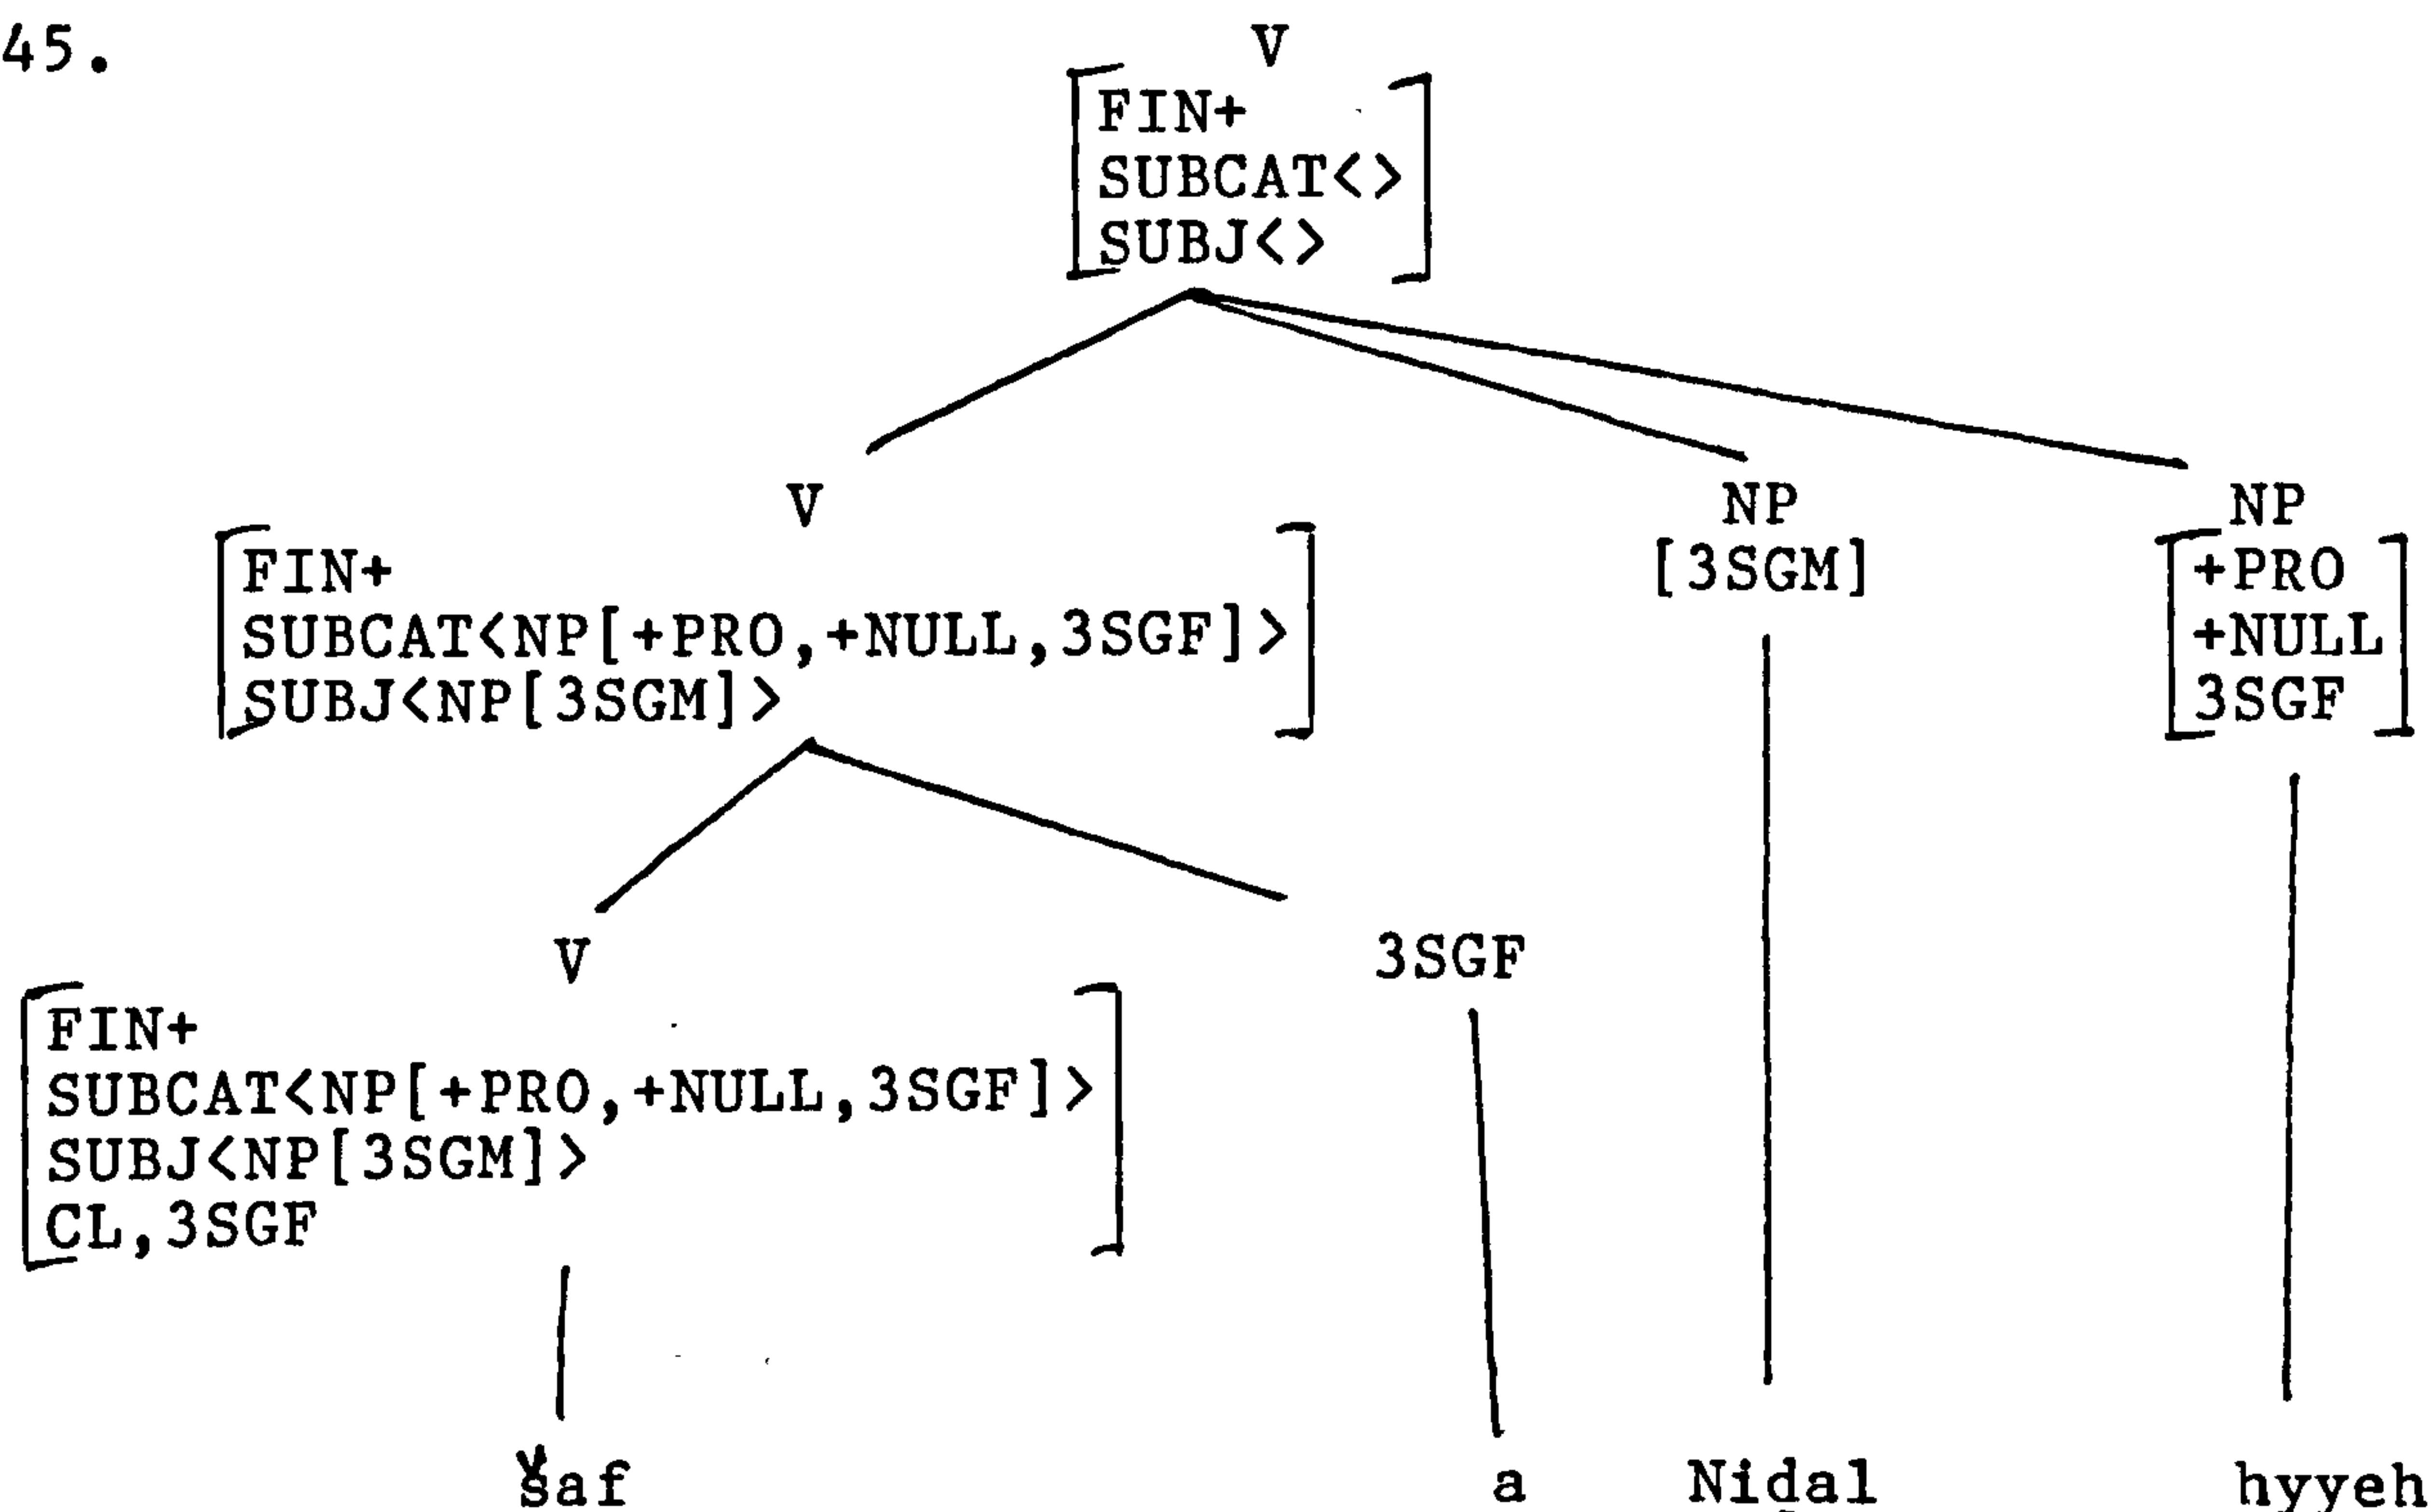 45.
V
FIN+
SUBCAT<>
SUBJ<>
V NP NP
FIN+ [3SGM] +PRO
SUBCAT<NP[+PRO,+NULL,3SGF]> +NULL
SUBJ<NP[3SGM]> 3SGF
V 3SGF
FIN+
SUBCAT<NP[+PRO,+NULL,3SGF]>
SUBJ<NP[3SGM]>
CL,3SGF
šaf a Nidal hyyeh